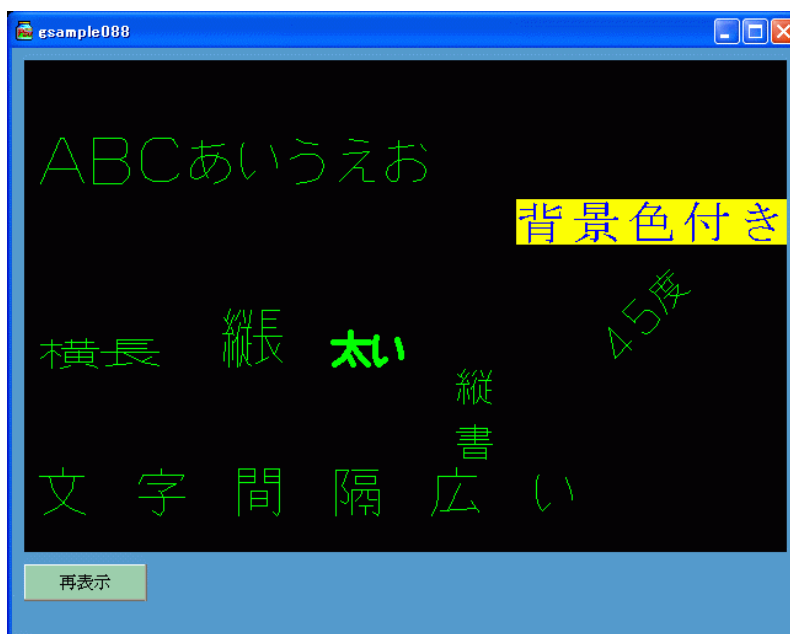 gsample088
ABCあいうえお
背景色付き
45度
横長
縦長
太い
縦書
文字間隔広い
再表示